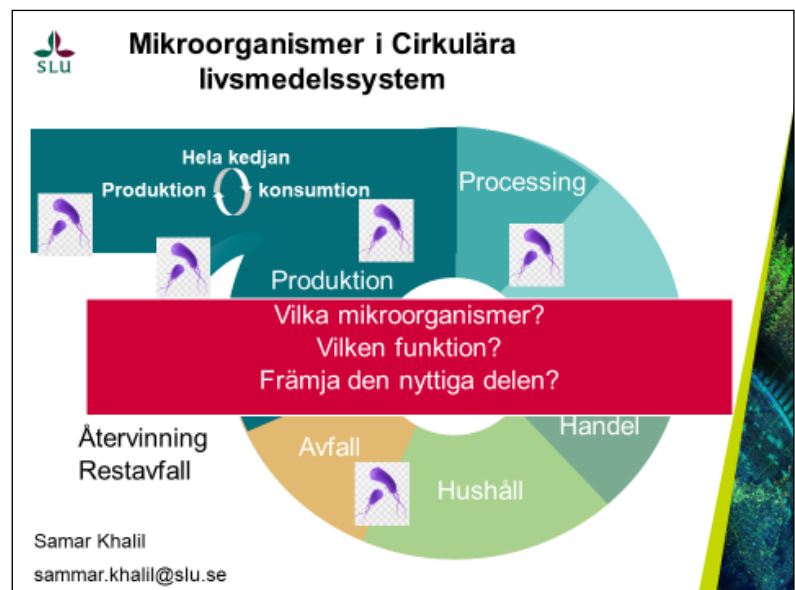 SLU
Mikroorganismer i Cirkulära
livsmedelssystem
Hela kedjan
Produktion konsumtion
Processing
Produktion
Vilka mikroorganismer?
Vilken funktion?
Främja den nyttiga delen?
Handel
Återvinning
Restavfall
Avfall
Hushåll
Samar Khalil
sammar.khalil@slu.se